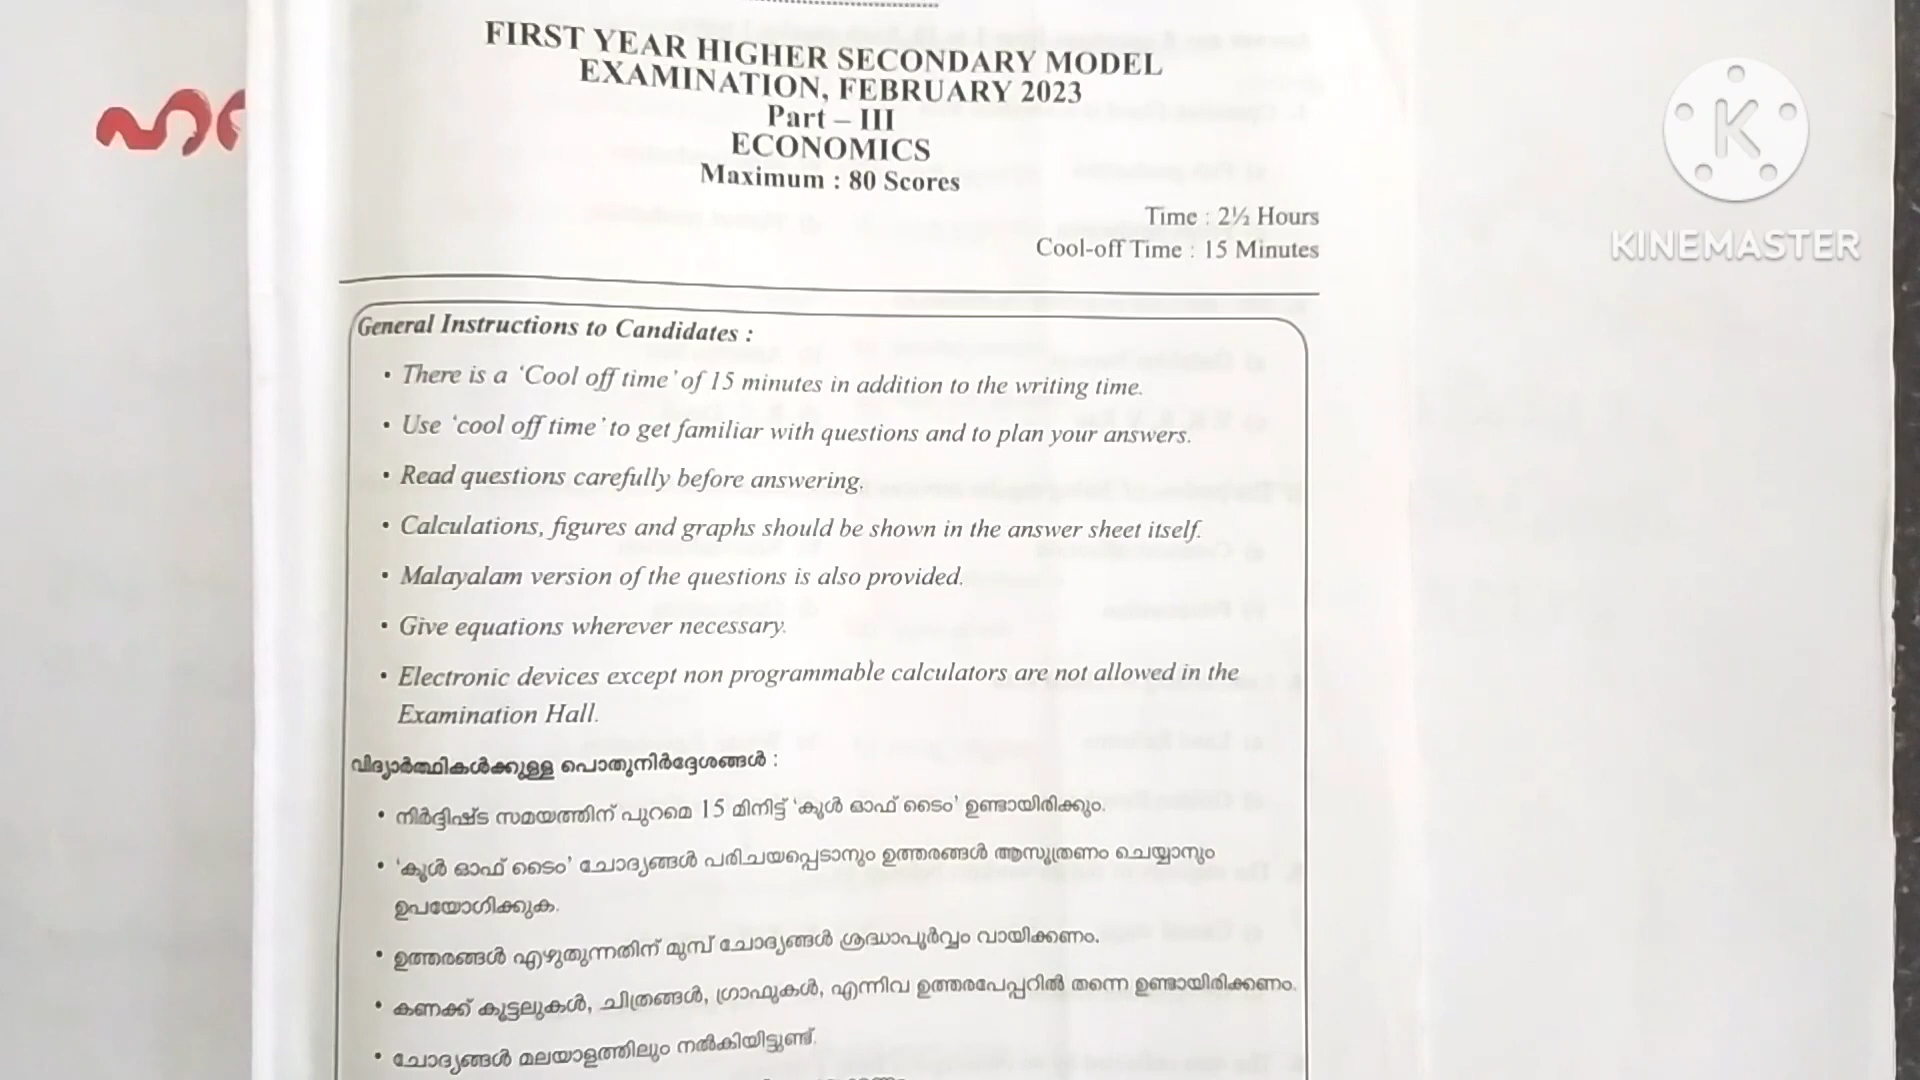 FIRST YEAR HIGHER SECONDARY MODEL
EXAMINATION, FEBRUARY 2023
Part – III
ECONOMICS
Maximum : 80 Scores
Time : 2½ Hours
Cool-off Time : 15 Minutes
K
KINEMASTER
General Instructions to Candidates :
• There is a ‘Cool off time’ of 15 minutes in addition to the writing time.
• Use ‘cool off time’ to get familiar with questions and to plan your answers.
• Read questions carefully before answering.
• Calculations, figures and graphs should be shown in the answer sheet itself.
• Malayalam version of the questions is also provided.
• Give equations wherever necessary.
• Electronic devices except non programmable calculators are not allowed in the
Examination Hall.
വിദ്യാർത്ഥികൾക്കുള്ള പൊതുനിർദ്ദേശങ്ങൾ :
• നിർദ്ദിഷ്ട സമയത്തിന് പുറമെ 15 മിനിട്ട് ‘കൂൾ ഓഫ് ടൈം’ ഉണ്ടായിരിക്കും.
• ‘കൂൾ ഓഫ് ടൈം’ ചോദ്യങ്ങൾ പരിചയപ്പെടാനും ഉത്തരങ്ങൾ ആസൂത്രണം ചെയ്യാനും
ഉപയോഗിക്കുക.
• ഉത്തരങ്ങൾ എഴുതുന്നതിന് മുമ്പ് ചോദ്യങ്ങൾ ശ്രദ്ധാപൂർവ്വം വായിക്കണം.
• കണക്ക് കൂട്ടലുകൾ, ചിത്രങ്ങൾ, ഗ്രാഫുകൾ, എന്നിവ ഉത്തരപേപ്പറിൽ തന്നെ ഉണ്ടായിരിക്കണം.
• ചോദ്യങ്ങൾ മലയാളത്തിലും നൽകിയിട്ടുണ്ട്.